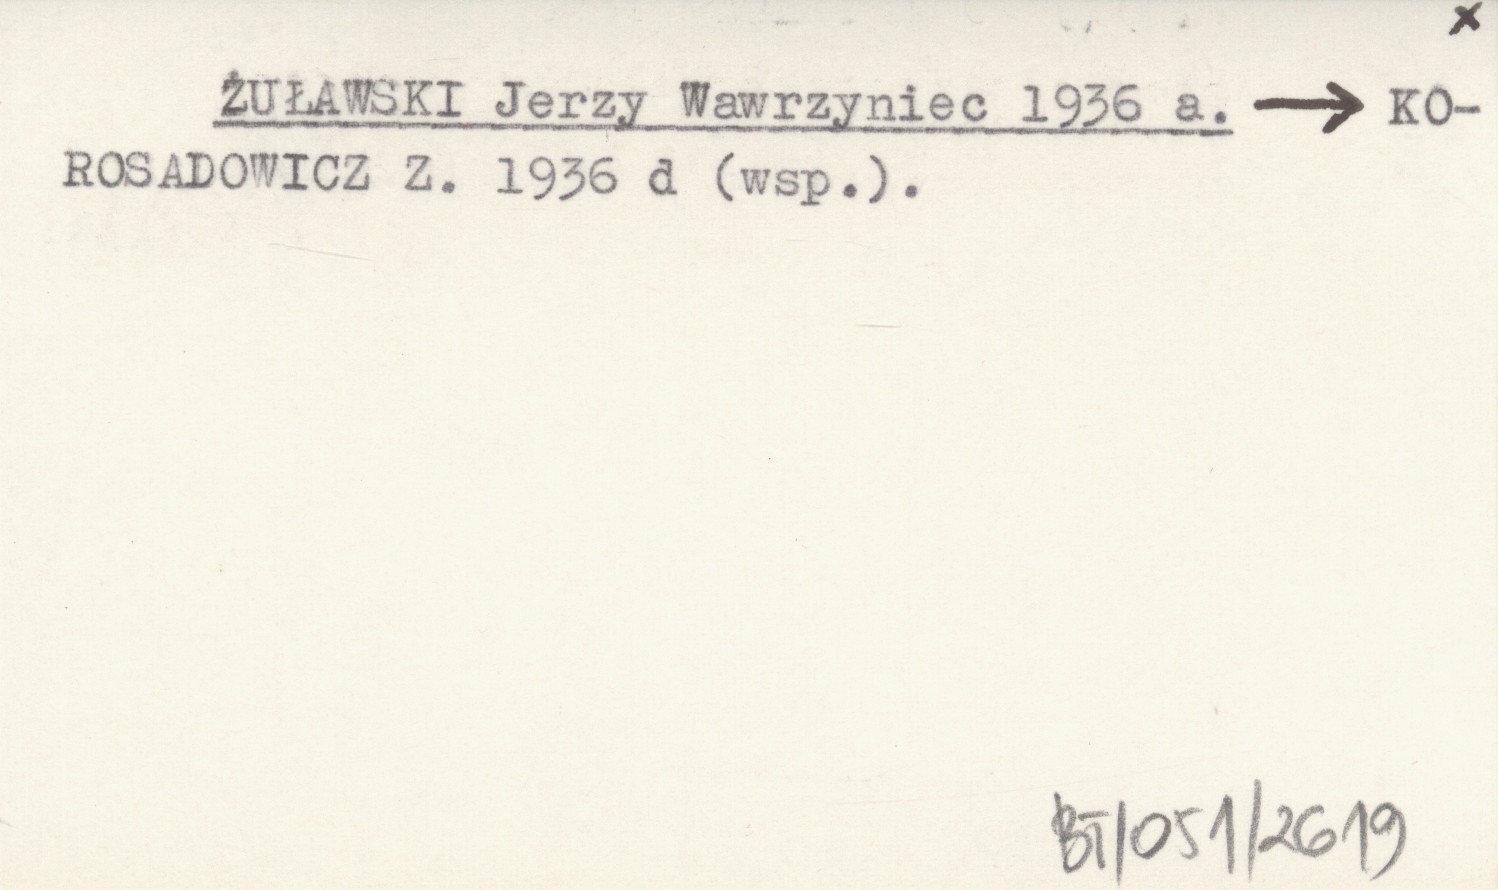 x
ŻUŁAWSKI Jerzy Wawrzyniec 1936 a. → KO-
ROSADOWICZ Z. 1936 d (wsp.).
BT/051/2619